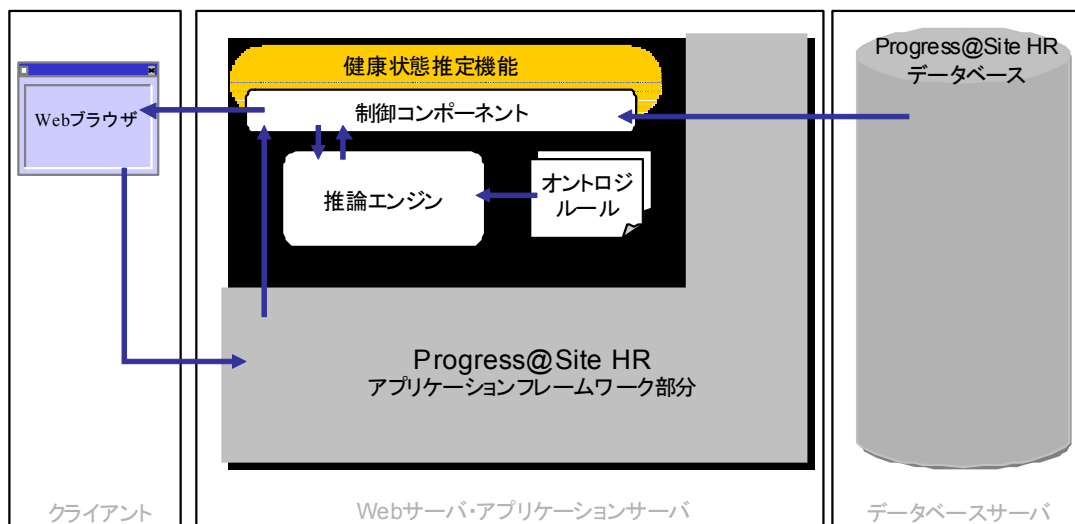 健康状態推定機能
制御コンポーネント
Webブラウザ
推論エンジン
オントロジ
ルール
Progress@Site HR
アプリケーションフレームワーク部分
Progress@Site HR
データベース
クライアント
Webサーバ・アプリケーションサーバ
データベースサーバ